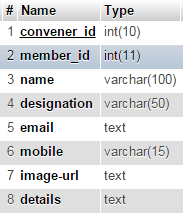 # Name Type
1 convener_id int(10)
2 member_id int(11)
3 name varchar(100)
4 designation varchar(50)
5 email text
6 mobile varchar(15)
7 image-url text
8 details text